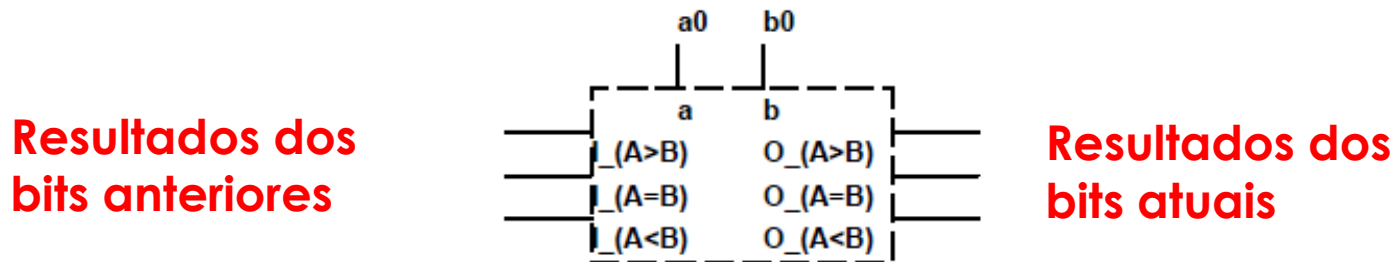 a0 b0
Resultados dos
bits anteriores
a b
I_(A>B) O_(A>B)
I_(A=B) O_(A=B)
I_(A<B) O_(A<B)
Resultados dos
bits atuais